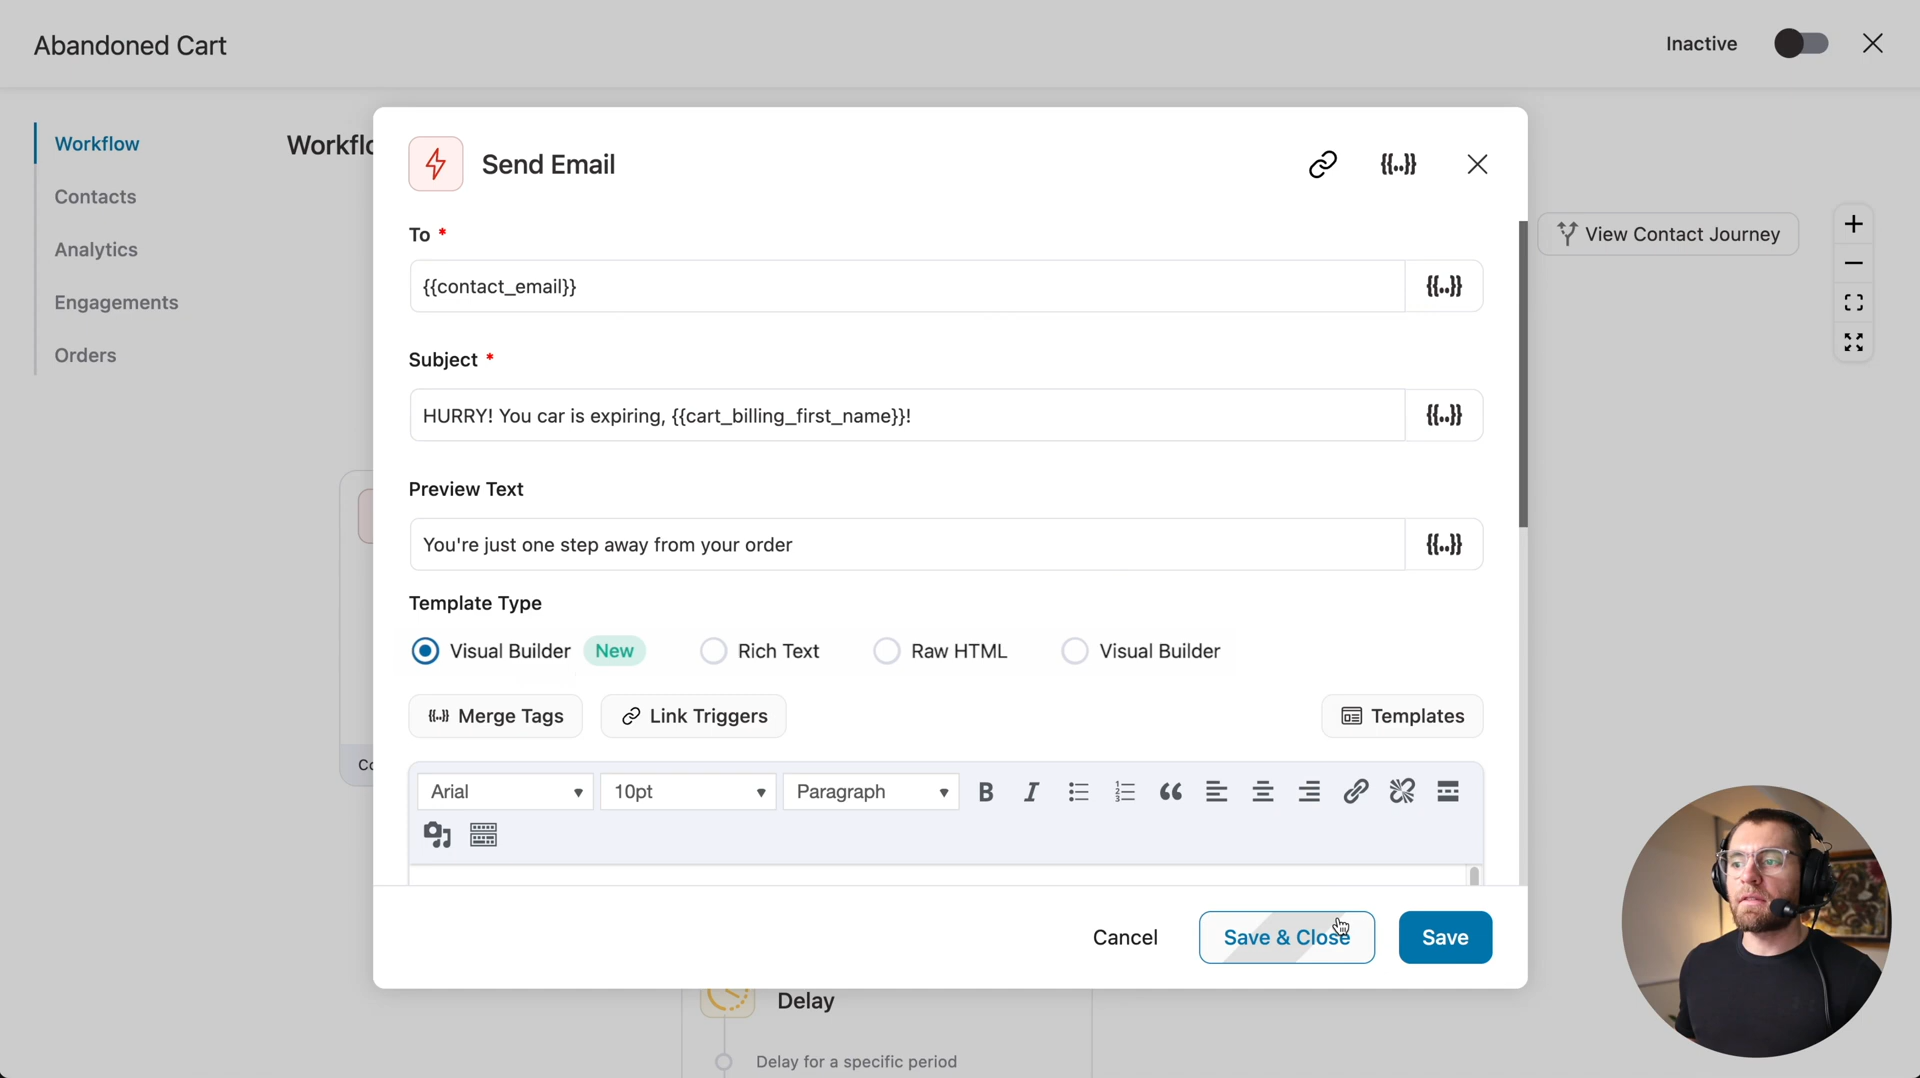 Abandoned Cart
Inactive
Workflow
Contacts
Analytics
Engagements
Orders
Workflo
View Contact Journey
Send Email
{{..}}
To *
{{contact_email}}
{{..}}
Subject *
HURRY! You car is expiring, {{cart_billing_first_name}}!
{{..}}
Preview Text
You're just one step away from your order
{{..}}
Template Type
Visual Builder New Rich Text Raw HTML Visual Builder
{{..}} Merge Tags Link Triggers Templates
Arial 10pt Paragraph B I
Co
Cancel Save & Close Save
Delay
Delay for a specific period